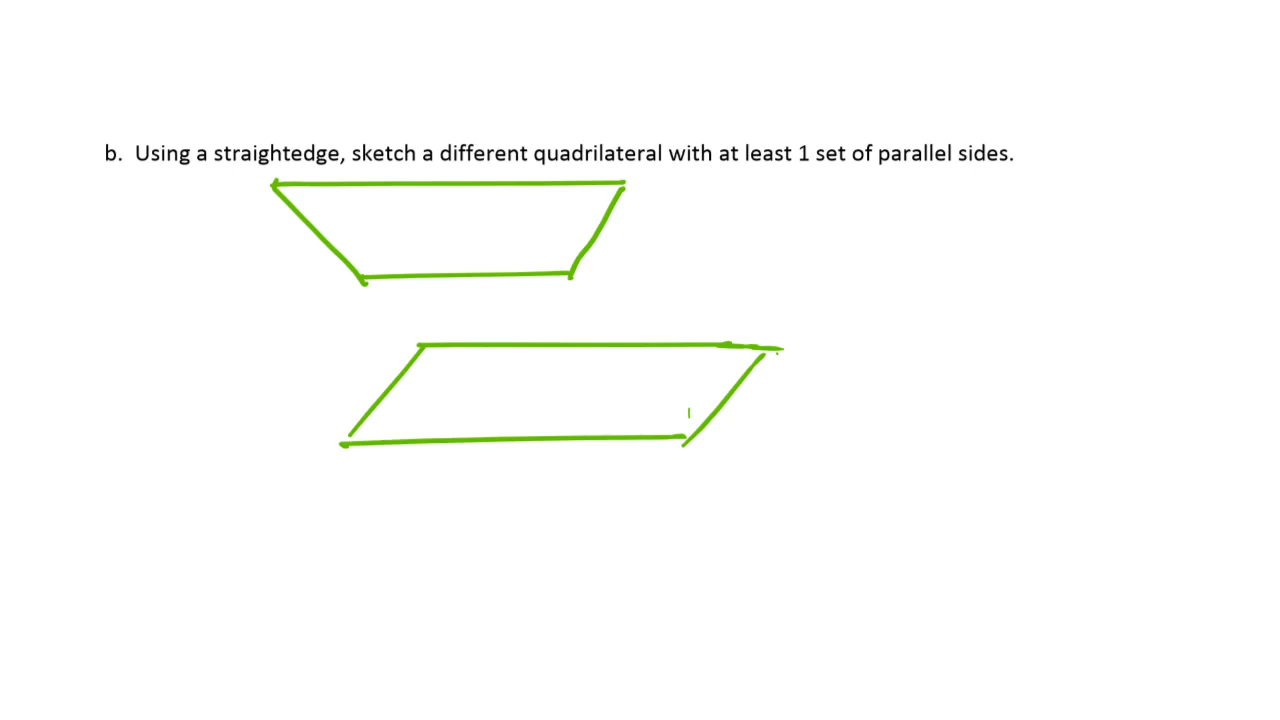 b. Using a straightedge, sketch a different quadrilateral with at least 1 set of parallel sides.